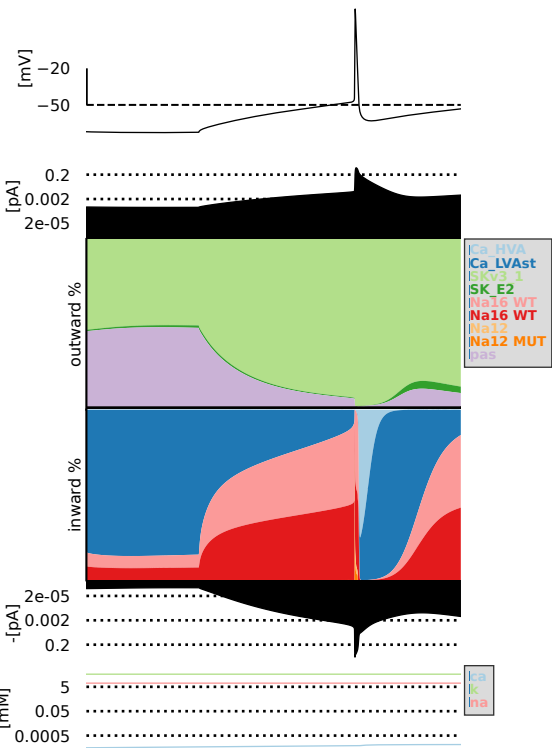 [mV]
−20
−50
[pA]
0.2
0.002
2e-05
outward %
Ca_HVA
Ca_LVAst
SKv3_1
SK_E2
Na16 WT
Na16 WT
Na12
Na12 MUT
pas
inward %
-[pA]
2e-05
0.002
0.2
[mM]
5
0.05
0.0005
ca
k
na